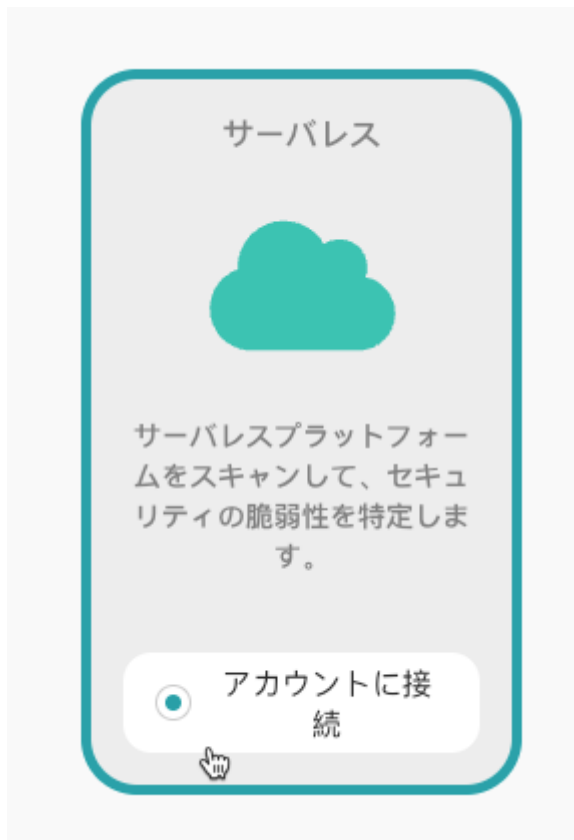 サーバレス
サーバレスプラットフォー
ムをスキャンして、セキュ
リティの脆弱性を特定しま
す。
アカウントに接
続